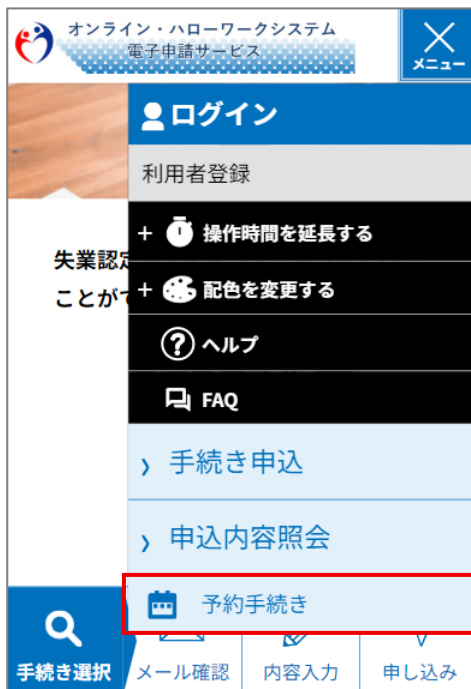 オンライン・ハローワークシステム
電子申請サービス
メニュー
ログイン
利用者登録
+ 操作時間を延長する
失業認定
+ 配色を変更する
ことがで
ヘルプ
FAQ
› 手続き申込
› 申込内容照会
予約手続き
手続き選択
メール確認
内容入力
申し込み